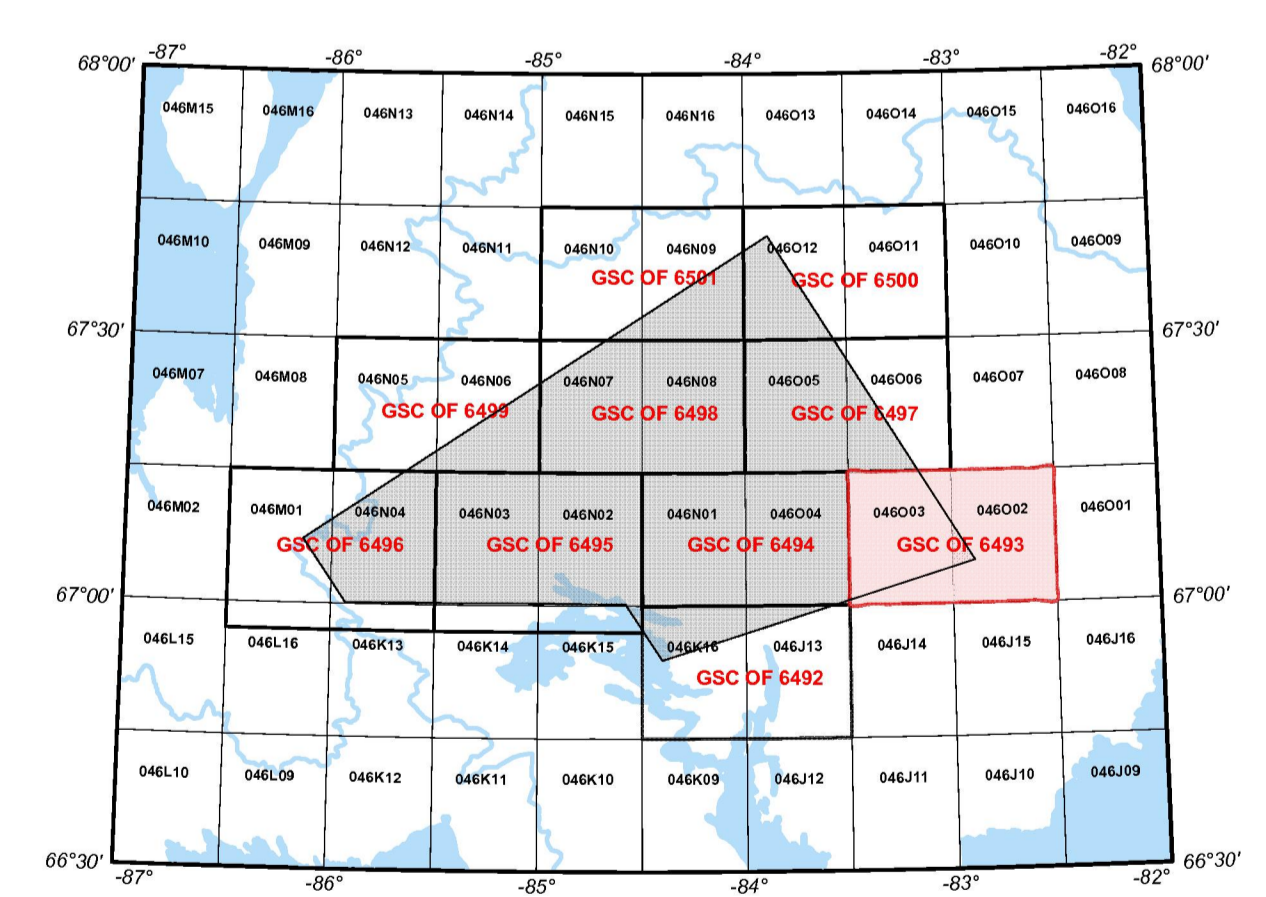 -87° -86° -85° -84° -83° -82°
68°00' 68°00'
046M15 046M16 046N13 046N14 046N15 046N16 046O13 046O14 046O15 046O16
046M10 046M09 046N12 046N11 046N10 046N09 046O12 046O11 046O10 046O09
GSC OF 6501 GSC OF 6500
67°30' 67°30'
046M07 046M08 046N05 046N06 046N07 046N08 046O05 046O06 046O07 046O08
GSC OF 6499 GSC OF 6498 GSC OF 6497
046M02 046M01 046N04 046N03 046N02 046N01 046O04 046O03 046O02 046O01
GSC OF 6496 GSC OF 6495 GSC OF 6494 GSC OF 6493
67°00' 67°00'
046L15 046L16 046K13 046K14 046K15 046K16 046J13 046J14 046J15 046J16
GSC OF 6492
046L10 046L09 046K12 046K11 046K10 046K09 046J12 046J11 046J10 046J09
66°30' 66°30'
-87° -86° -85° -84° -83° -82°